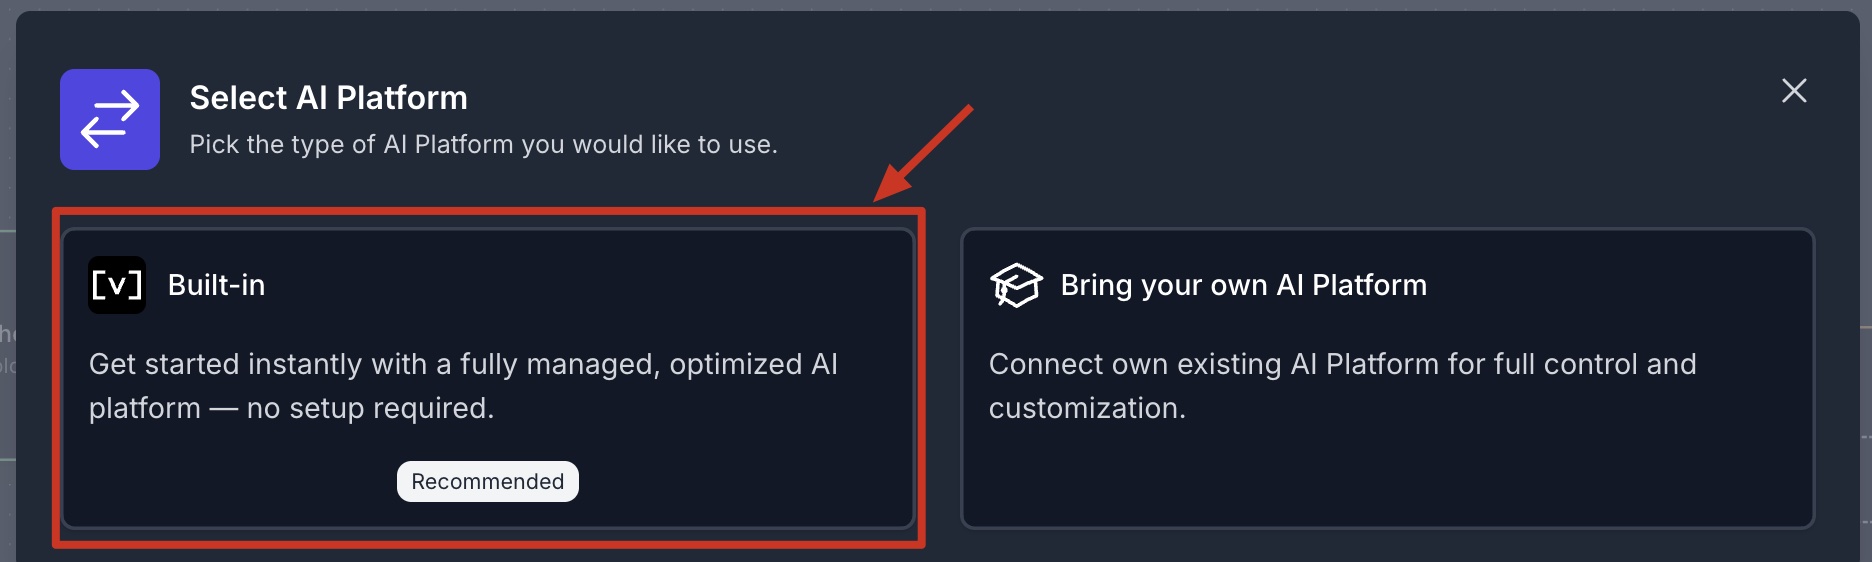 Select AI Platform
Pick the type of AI Platform you would like to use.
[v] Built-in
Get started instantly with a fully managed, optimized AI
platform — no setup required.
Recommended
Bring your own AI Platform
Connect own existing AI Platform for full control and
customization.